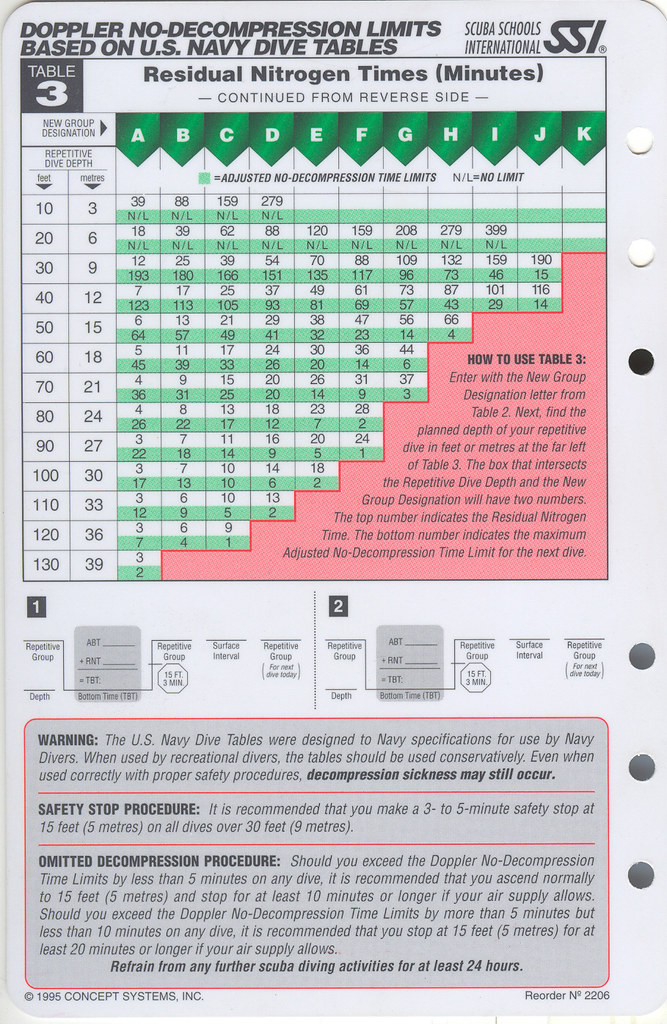 DOPPLER NO-DECOMPRESSION LIMITS
BASED ON U.S. NAVY DIVE TABLES
SCUBA SCHOOLS
INTERNATIONAL
SSI®
TABLE
3
Residual Nitrogen Times (Minutes)
— CONTINUED FROM REVERSE SIDE —
NEW GROUP
DESIGNATION
A B C D E F G H I J K
REPETITIVE
DIVE DEPTH
feet metres
=ADJUSTED NO-DECOMPRESSION TIME LIMITS N/L=NO LIMIT
10 3 39 88 159 279
N/L N/L N/L N/L
20 6 18 39 62 88 120 159 208 279 399
N/L N/L N/L N/L N/L N/L N/L N/L N/L
30 9 12 25 39 54 70 88 109 132 159 190
193 180 166 151 135 117 96 73 46 15
40 12 7 17 25 37 49 61 73 87 101 116
123 113 105 93 81 69 57 43 29 14
50 15 6 13 21 29 38 47 56 66
64 57 49 41 32 23 14 4
60 18 5 11 17 24 30 36 44
45 39 33 26 20 14 6
70 21 4 9 15 20 26 31 37
36 31 25 20 14 9 3
80 24 4 8 13 18 23 28
26 22 17 12 7 2
90 27 3 7 11 16 20 24
22 18 14 9 5 1
100 30 3 7 10 14 18
17 13 10 6 2
110 33 3 6 10 13
12 9 5 2
120 36 3 6 9
7 4 1
130 39 3
2
HOW TO USE TABLE 3:
Enter with the New Group
Designation letter from
Table 2. Next, find the
planned depth of your repetitive
dive in feet or metres at the far left
of Table 3. The box that intersects
the Repetitive Dive Depth and the New
Group Designation will have two numbers.
The top number indicates the Residual Nitrogen
Time. The bottom number indicates the maximum
Adjusted No-Decompression Time Limit for the next dive.
1
Repetitive
Group
ABT
+ RNT
= TBT:
Depth
Bottom Time (TBT)
Repetitive
Group
15 FT.
3 MIN.
Surface
Interval
Repetitive
Group
(For next
dive today)
2
Repetitive
Group
ABT
+ RNT
= TBT:
Depth
Bottom Time (TBT)
Repetitive
Group
15 FT.
3 MIN.
Surface
Interval
Repetitive
Group
(For next
dive today)
WARNING: The U.S. Navy Dive Tables were designed to Navy specifications for use by Navy
Divers. When used by recreational divers, the tables should be used conservatively. Even when
used correctly with proper safety procedures, decompression sickness may still occur.
SAFETY STOP PROCEDURE: It is recommended that you make a 3- to 5-minute safety stop at
15 feet (5 metres) on all dives over 30 feet (9 metres).
OMITTED DECOMPRESSION PROCEDURE: Should you exceed the Doppler No-Decompression
Time Limits by less than 5 minutes on any dive, it is recommended that you ascend normally
to 15 feet (5 metres) and stop for at least 10 minutes or longer if your air supply allows.
Should you exceed the Doppler No-Decompression Time Limits by more than 5 minutes but
less than 10 minutes on any dive, it is recommended that you stop at 15 feet (5 metres) for at
least 20 minutes or longer if your air supply allows.
Refrain from any further scuba diving activities for at least 24 hours.
© 1995 CONCEPT SYSTEMS, INC.
Reorder Nº 2206